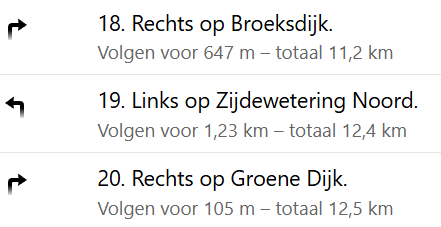 18. Rechts op Broeksdijk.
Volgen voor 647 m – totaal 11,2 km
19. Links op Zijdewetering Noord.
Volgen voor 1,23 km – totaal 12,4 km
20. Rechts op Groene Dijk.
Volgen voor 105 m – totaal 12,5 km